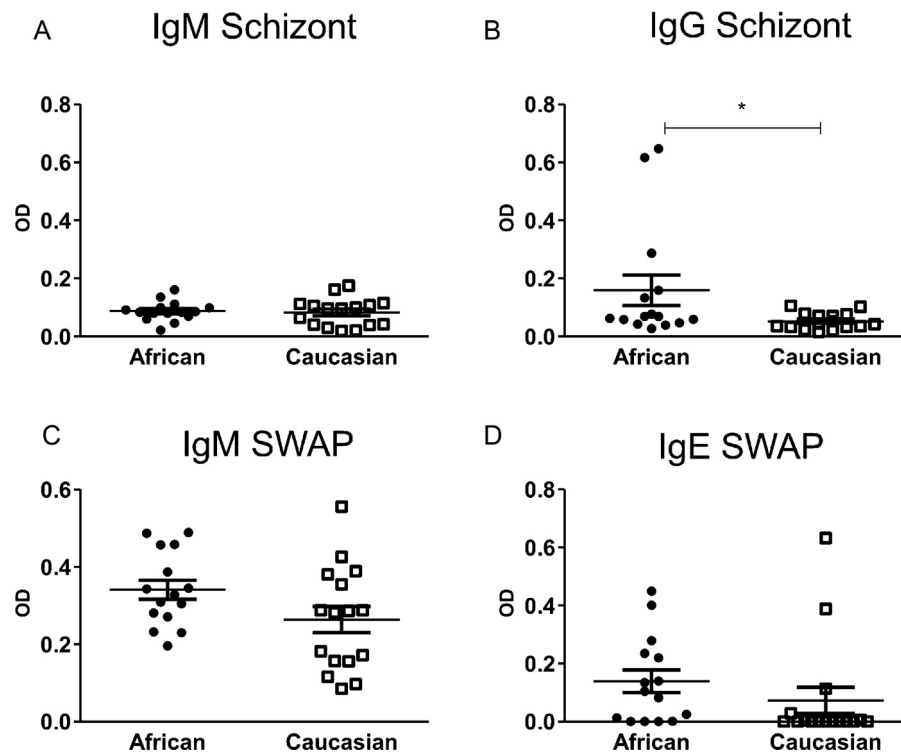 A
IgM Schizont
0.8
0.6
0.4
0.2
0.0
OD
African
Caucasian
B
IgG Schizont
*
0.8
0.6
0.4
0.2
0.0
OD
African
Caucasian
C
IgM SWAP
0.6
0.4
0.2
0.0
OD
African
Caucasian
D
IgE SWAP
0.8
0.6
0.4
0.2
0.0
OD
African
Caucasian